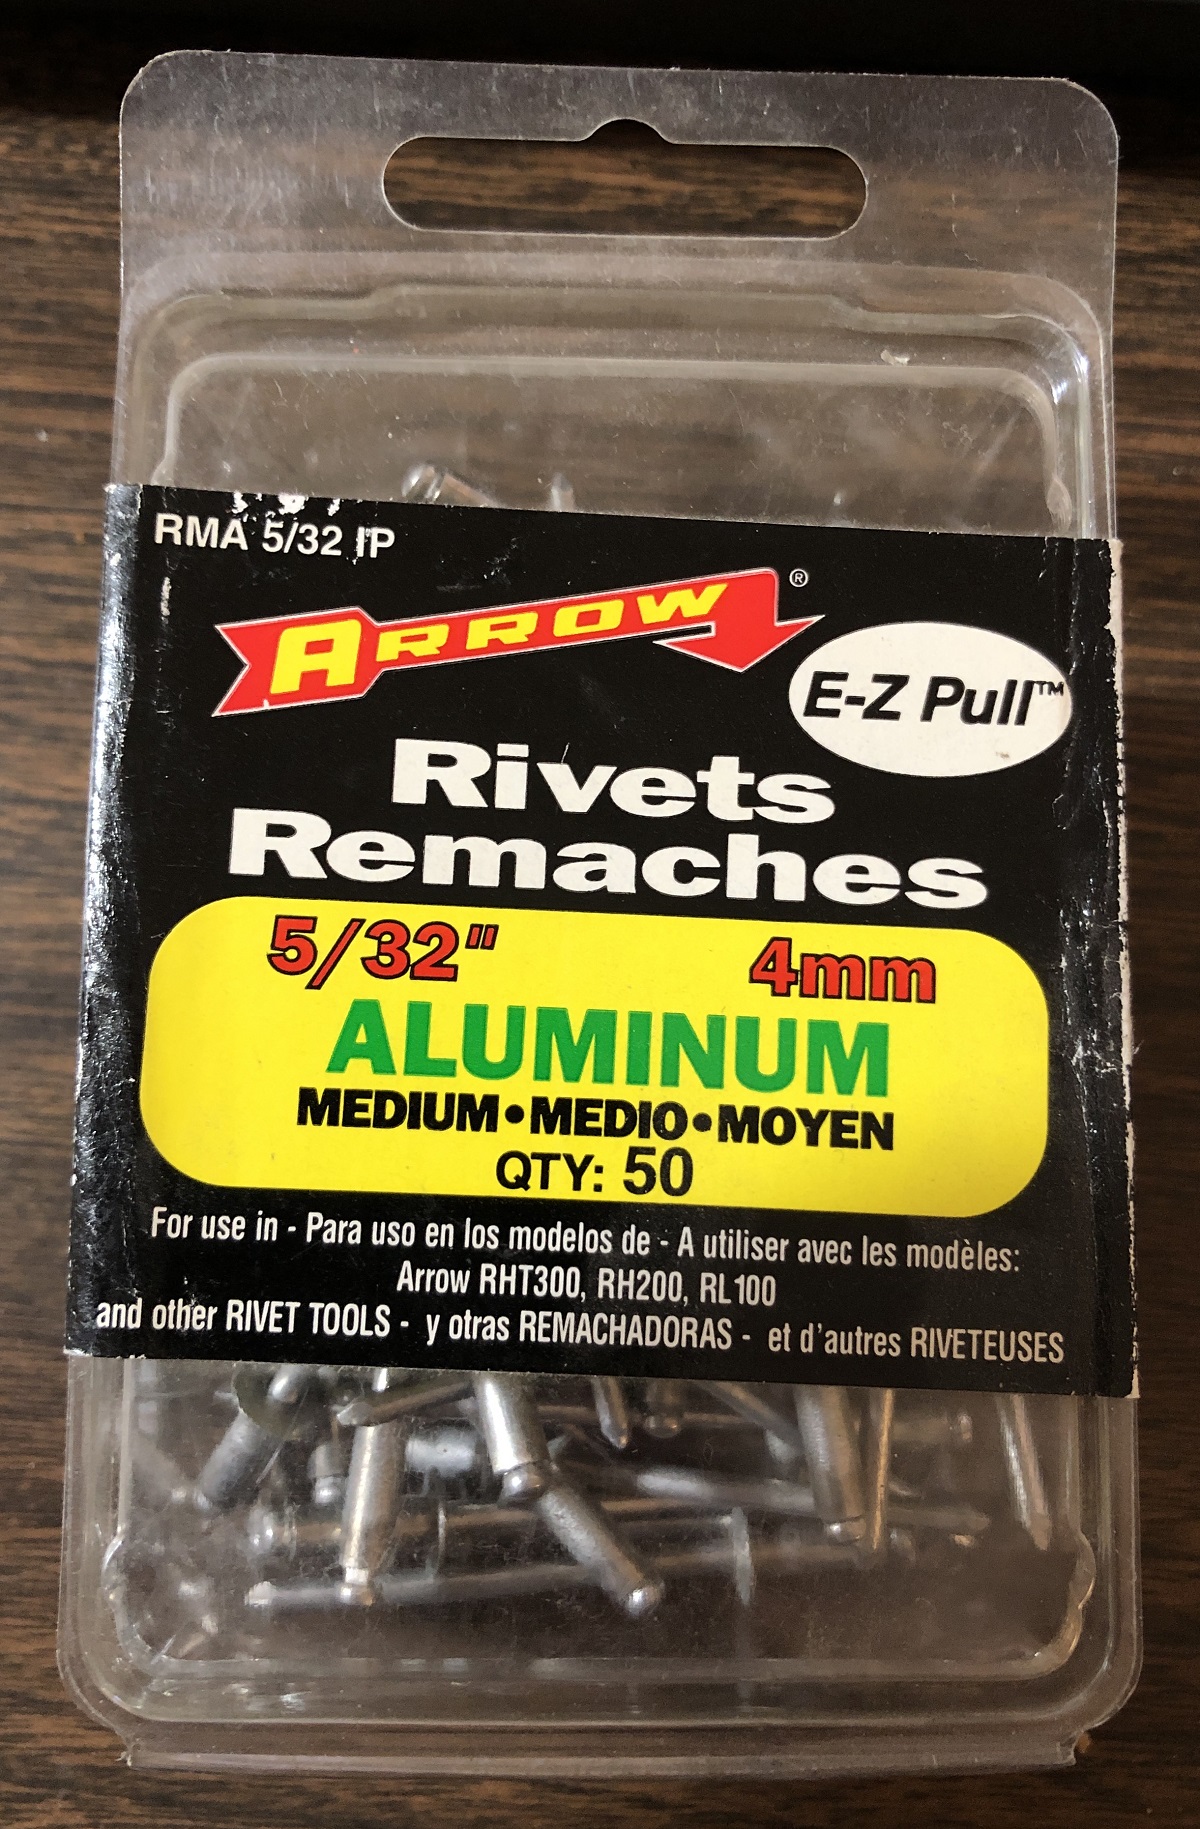 RMA 5/32 IP
ARROW®
E-Z Pull™
Rivets
Remaches
5/32" 4mm
ALUMINUM
MEDIUM•MEDIO•MOYEN
QTY: 50
For use in - Para uso en los modelos de - A utiliser avec les modèles:
Arrow RHT300, RH200, RL100
and other RIVET TOOLS - y otras REMACHADORAS - et d'autres RIVETEUSES